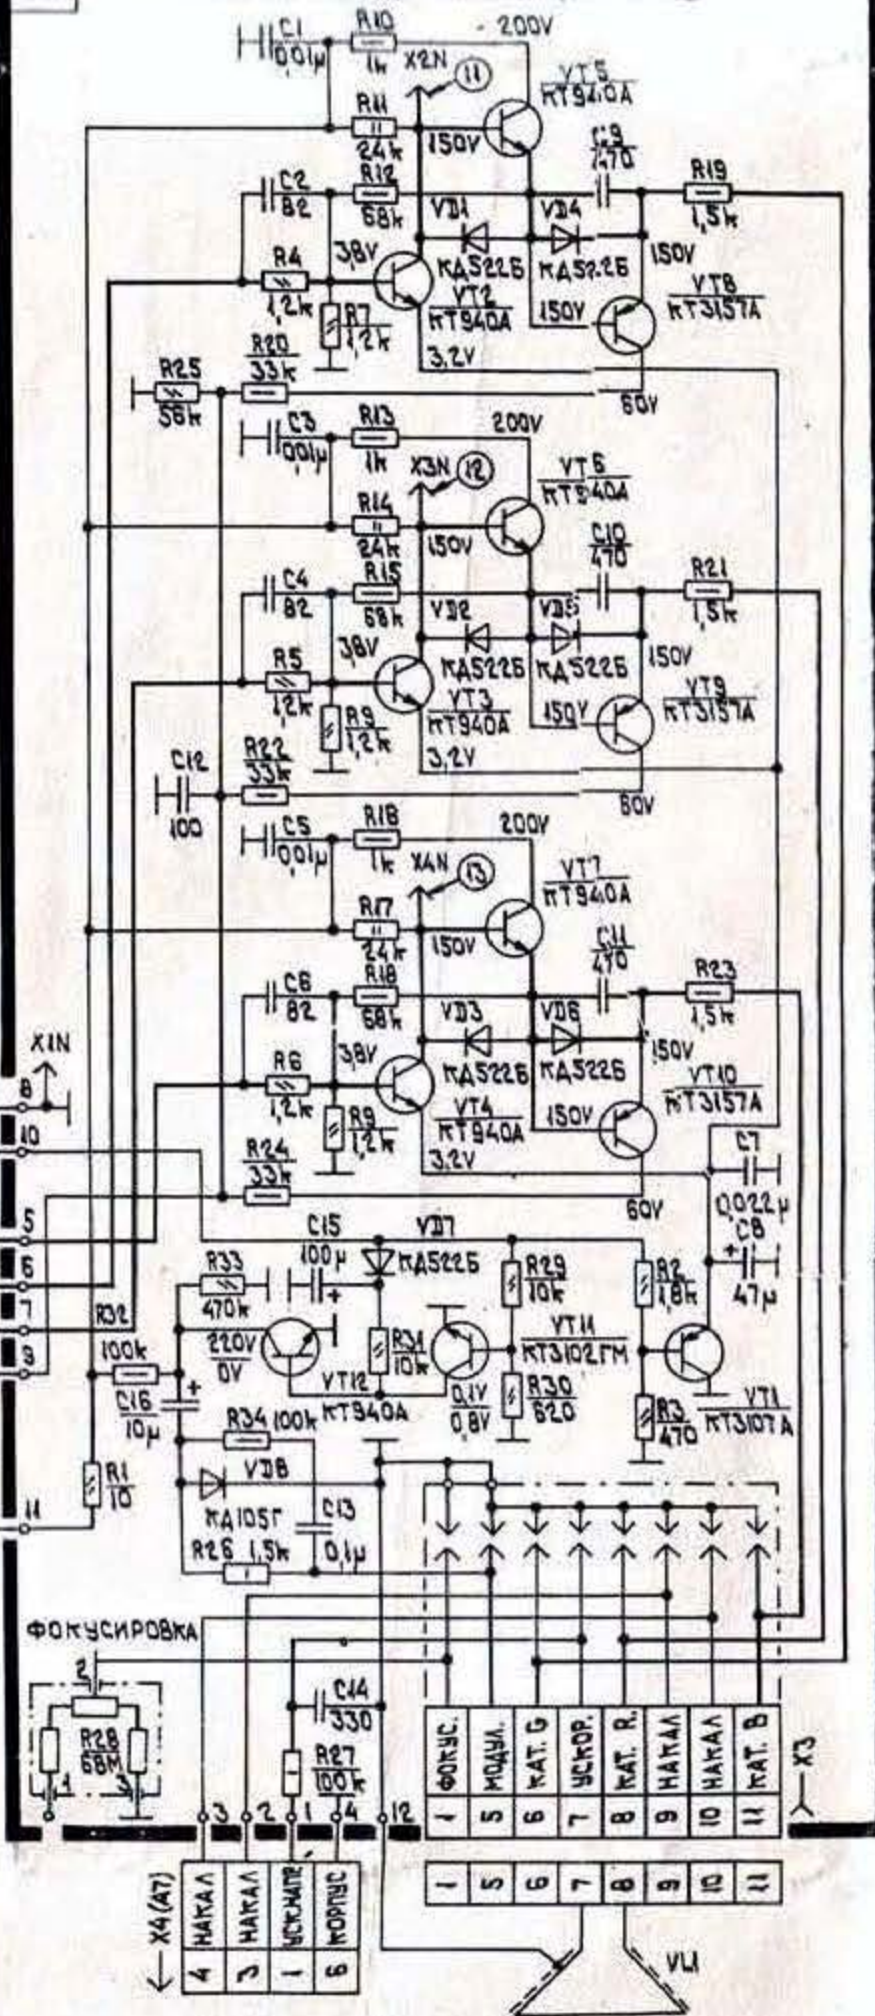 C1
0,01μ
R10
1k
200V
X2N
11
VT5
КТ940А
R11
24k
150V
C9
470
R19
1,5k
C2
82
R12
68k
VD1
VD4
R4
1,2k
3,8V
КД522Б
КД522Б
150V
VT2
КТ940А
150V
VT8
КТ3157А
R7
1,2k
R20
33k
3,2V
R25
56k
60V
C3
0,01μ
R13
1k
200V
X3N
12
VT6
КТ940А
R14
24k
150V
C10
470
R21
1,5k
C4
82
R15
68k
VD2
VD5
R5
1,2k
3,8V
КД522Б
КД522Б
150V
VT3
КТ940А
150V
VT9
КТ3157А
R9
1,2k
C12
100
R22
33k
3,2V
60V
C5
0,01μ
R16
1k
200V
X4N
13
VT7
КТ940А
R17
24k
150V
C11
470
R23
1,5k
C6
82
R18
68k
VD3
VD6
X1N
R6
1,2k
3,8V
КД522Б
КД522Б
150V
8
VT4
КТ940А
150V
VT10
КТ3157А
10
R9
1,2k
R24
33k
3,2V
C7
0,022μ
60V
5
C15
100μ
VD7
КД522Б
C8
+
47μ
6
R33
470k
+
R29
10k
R2
1,8k
7
R32
100k
220V
0V
R31
10k
VT11
КТ3102ГМ
9
C16
10μ
+
VT12
КТ940А
0,1V
0,8V
R30
620
R3
470
VT1
КТ3107А
R34 100k
11
R1
10
VD8
КД105Г
C13
0,1μ
R26 1,5k
ФОКУСИРОВКА
2
R28
68М
1
3
C14
330
R27
100k
3
2
1
4
12
1 ФОКУС.
5 МОДУЛ.
6 КАТ. G
7 УСКОР.
8 КАТ. R.
9 НАКАЛ
10 НАКАЛ
11 КАТ. B
X3
X4(А7)
4 НАКАЛ
3 НАКАЛ
1 УСК.НАПР.
6 КОРПУС
1
5
6
7
8
9
10
11
VL1